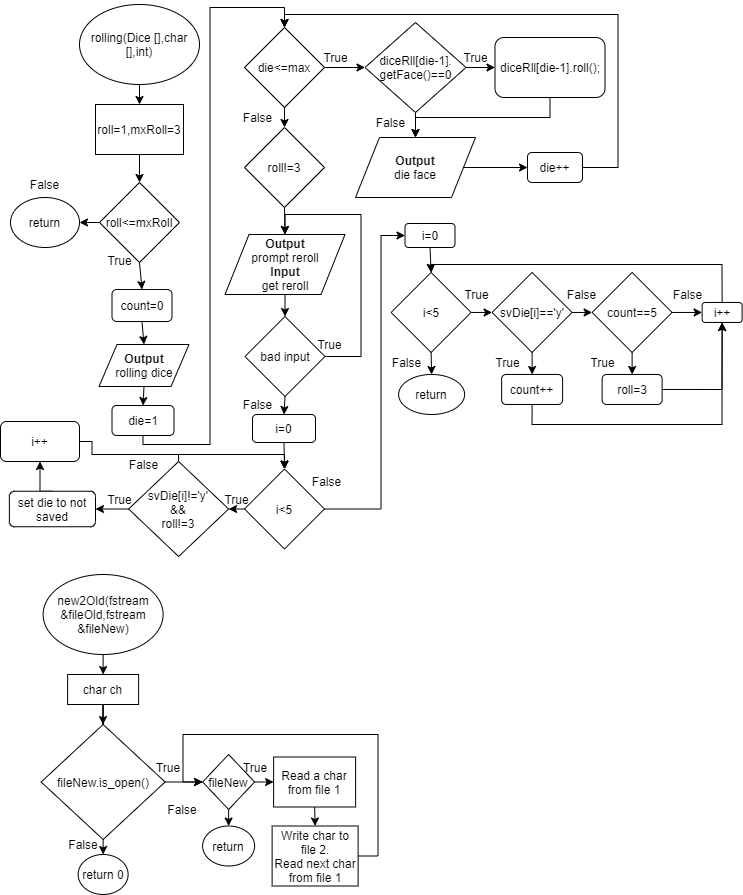 rolling(Dice [],char
[],int)
roll=1,mxRoll=3
False
return
roll<=mxRoll
True
count=0
Output
rolling dice
die=1
die<=max
True
diceRll[die-1].
getFace()==0
True
diceRll[die-1].roll();
False
False
Output
die face
die++
roll!=3
Output
prompt reroll
Input
get reroll
bad input
True
False
i=0
i<5
False
True
svDie[i]!='y'
&&
roll!=3
False
True
set die to not
saved
i++
i=0
i<5
True
svDie[i]=='y'
False
count==5
False
i++
False
return
True
count++
True
roll=3
new2Old(fstream
&fileOld,fstream
&fileNew)
char ch
fileNew.is_open()
True
fileNew
True
Read a char
from file 1
False
return
Write char to
file 2.
Read next char
from file 1
False
return 0